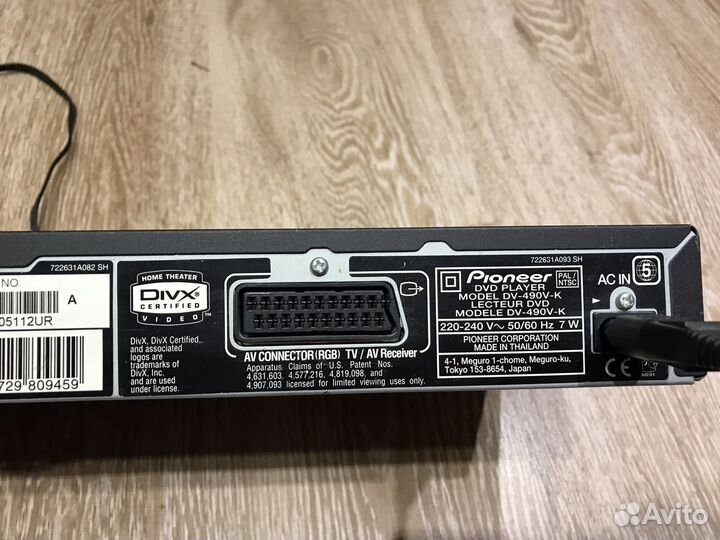 722631A082 SH
722631A093 SH
NO.
A
05112UR
729 809459
HOME THEATER
DIVX
CERTIFIED
VIDEO™
DivX, DivX Certified,
and associated
logos are
trademarks of
DivX, Inc.
and are used
under license.
AV CONNECTOR (RGB) TV / AV Receiver
Apparatus Claims of U.S. Patent Nos.
4,631,603, 4,577,216, 4,819,098, and
4,907,093 licensed for limited viewing uses only.
Pioneer
PAL/
NTSC
DVD PLAYER
MODEL DV-490V-K
LECTEUR DVD
MODELE DV-490V-K
220-240 V~ 50/60 Hz 7 W
PIONEER CORPORATION
MADE IN THAILAND
4-1, Meguro 1-chome, Meguro-ku,
Tokyo 153-8654, Japan
AC IN
5
CE
ME61
Avito